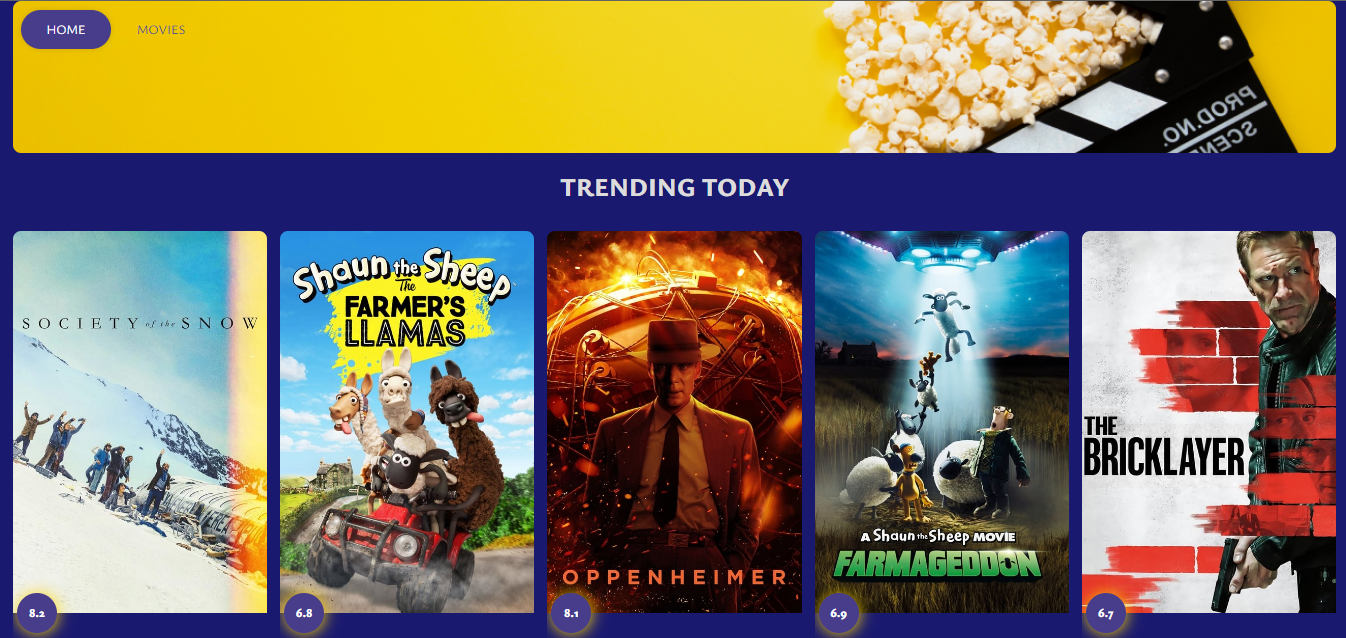 HOME
MOVIES
PROD.NO.
SCENE
TRENDING TODAY
SOCIETY of the SNOW
Shaun the Sheep
The
FARMER'S
LLAMAS
OPPENHEIMER
A Shaun the Sheep MOVIE
FARMAGEDDON
THE
BRICKLAYER
8.2
6.8
8.1
6.9
6.7